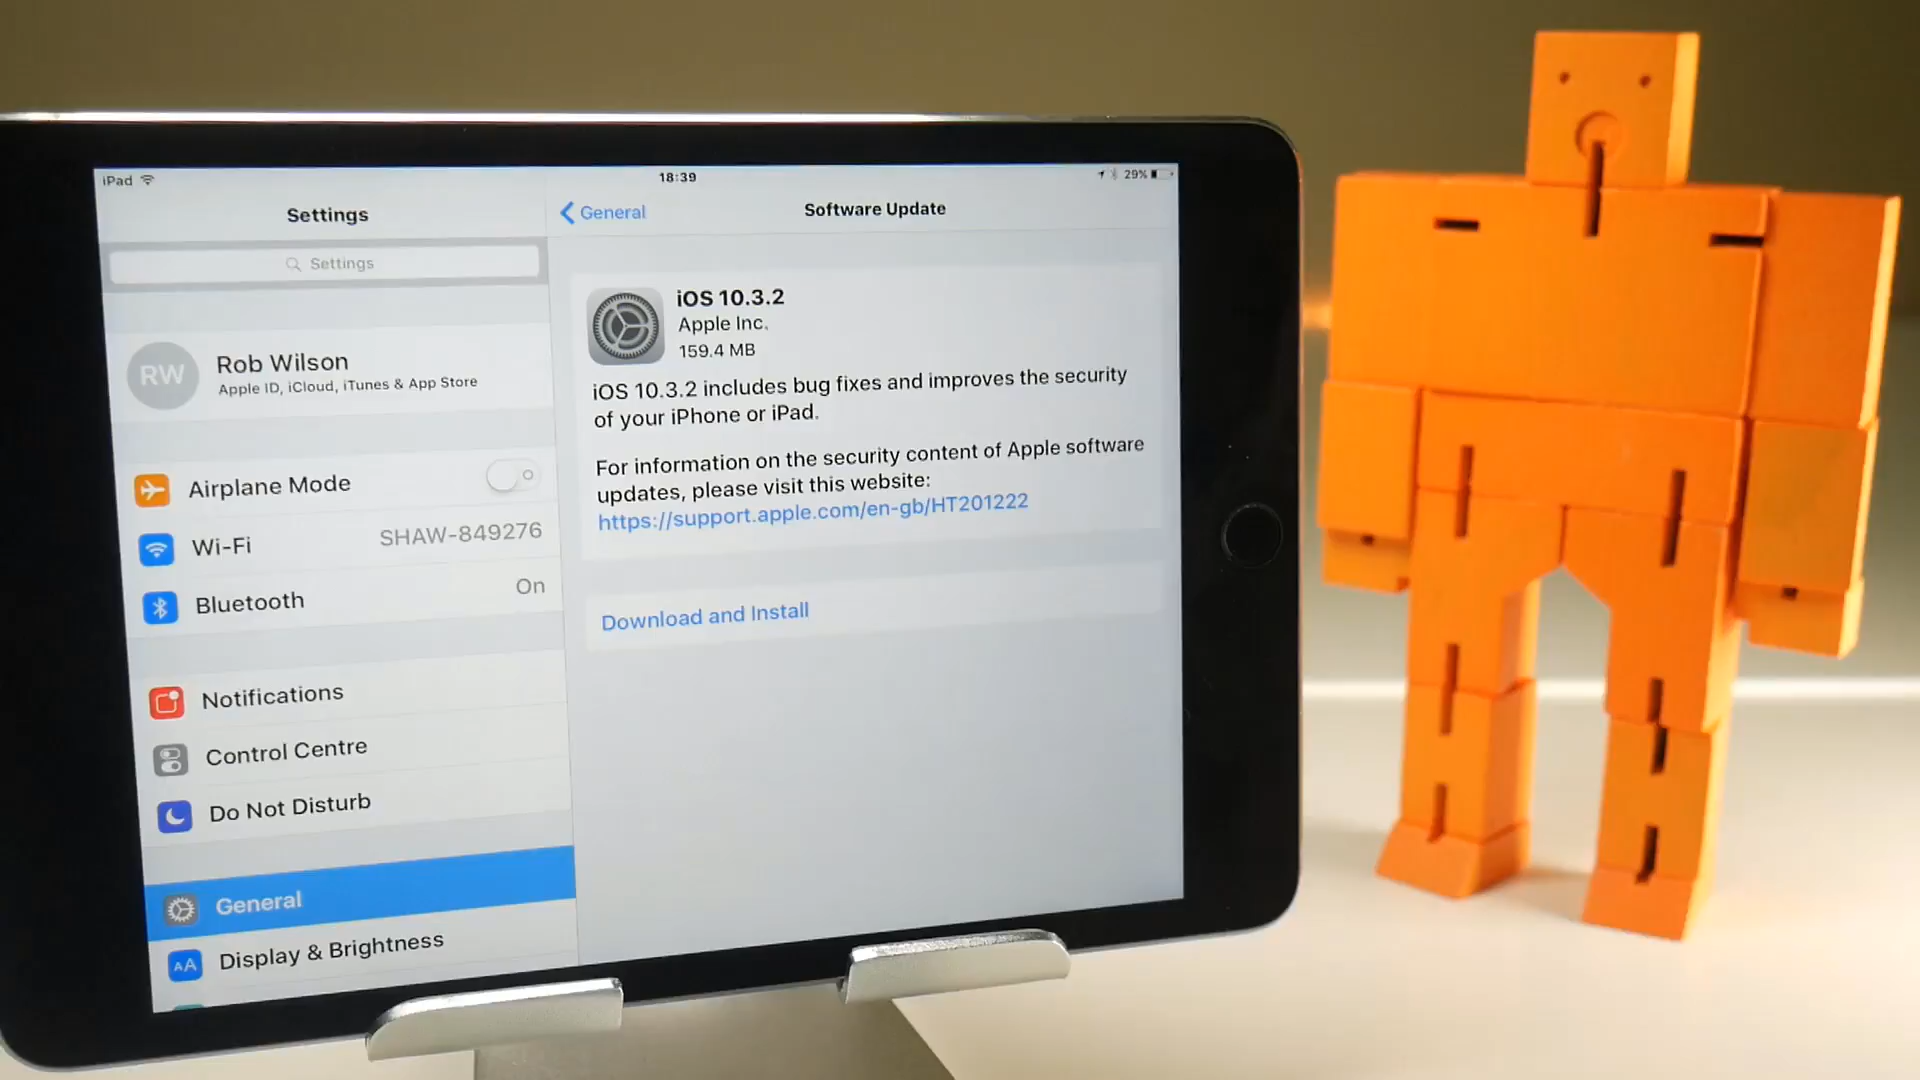 iPad
18:39
29%
Settings
General
Software Update
Settings
RW
Rob Wilson
Apple ID, iCloud, iTunes & App Store
Airplane Mode
Wi-Fi
SHAW-849276
Bluetooth
On
Notifications
Control Centre
Do Not Disturb
General
AA
Display & Brightness
iOS 10.3.2
Apple Inc.
159.4 MB
iOS 10.3.2 includes bug fixes and improves the security
of your iPhone or iPad.
For information on the security content of Apple software
updates, please visit this website:
https://support.apple.com/en-gb/HT201222
Download and Install